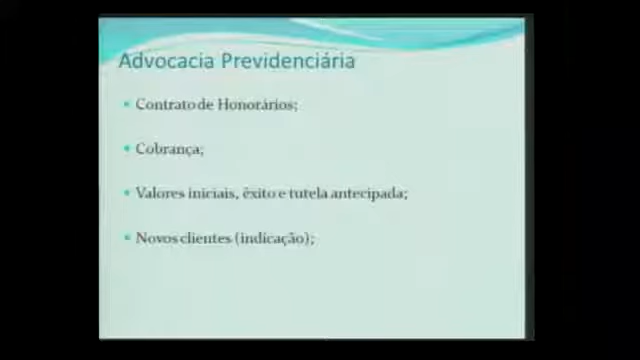 Advocacia Previdenciária
Contrato de Honorários;
Cobrança;
Valores iniciais, êxito e tutela antecipada;
Novos clientes (indicação);